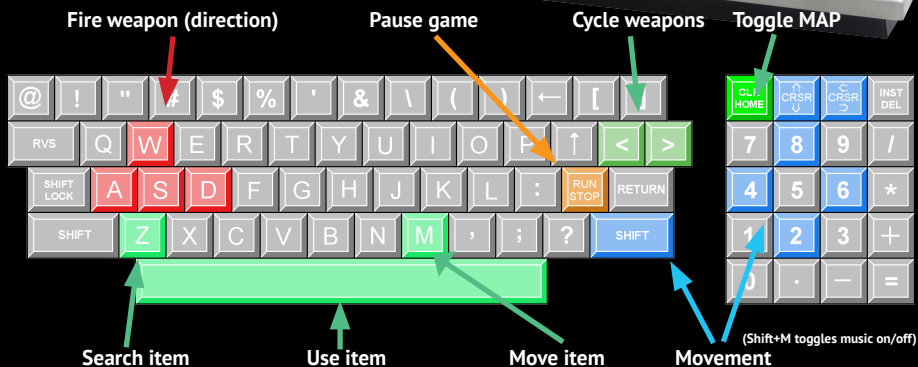 Fire weapon (direction) Pause game Cycle weapons Toggle MAP
@ ! " # $ % ' & \ ( ) ← [ ] CLR HOME ⇧ CRSR ⇩ ⇦ CRSR ⇨ INST DEL
RVS Q W E R T Y U I O P ↑ < > 7 8 9 /
SHIFT LOCK A S D F G H J K L : RUN STOP RETURN 4 5 6 *
SHIFT Z X C V B N M , ; ? SHIFT 1 2 3 +
0 . − =
(Shift+M toggles music on/off)
Search item Use item Move item Movement